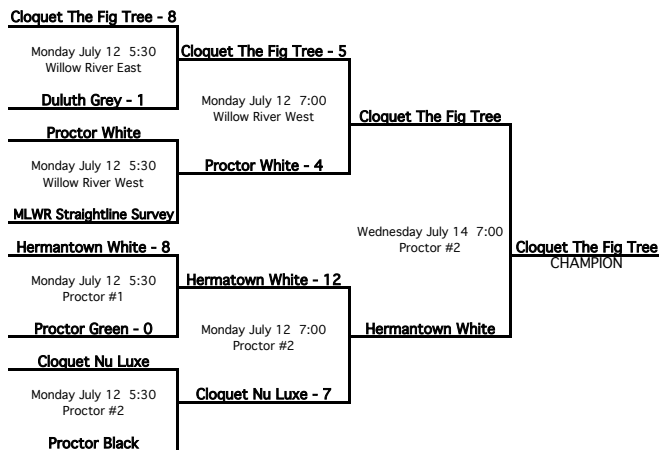 Cloquet The Fig Tree - 8
Monday July 12 5:30
Willow River East
Cloquet The Fig Tree - 5
Duluth Grey - 1
Monday July 12 7:00
Willow River West
Cloquet The Fig Tree
Proctor White
Monday July 12 5:30
Willow River West
Proctor White - 4
MLWR Straightline Survey
Wednesday July 14 7:00
Proctor #2
Cloquet The Fig Tree
CHAMPION
Hermantown White - 8
Monday July 12 5:30
Proctor #1
Hermatown White - 12
Proctor Green - 0
Monday July 12 7:00
Proctor #2
Hermantown White
Cloquet Nu Luxe
Monday July 12 5:30
Proctor #2
Cloquet Nu Luxe - 7
Proctor Black